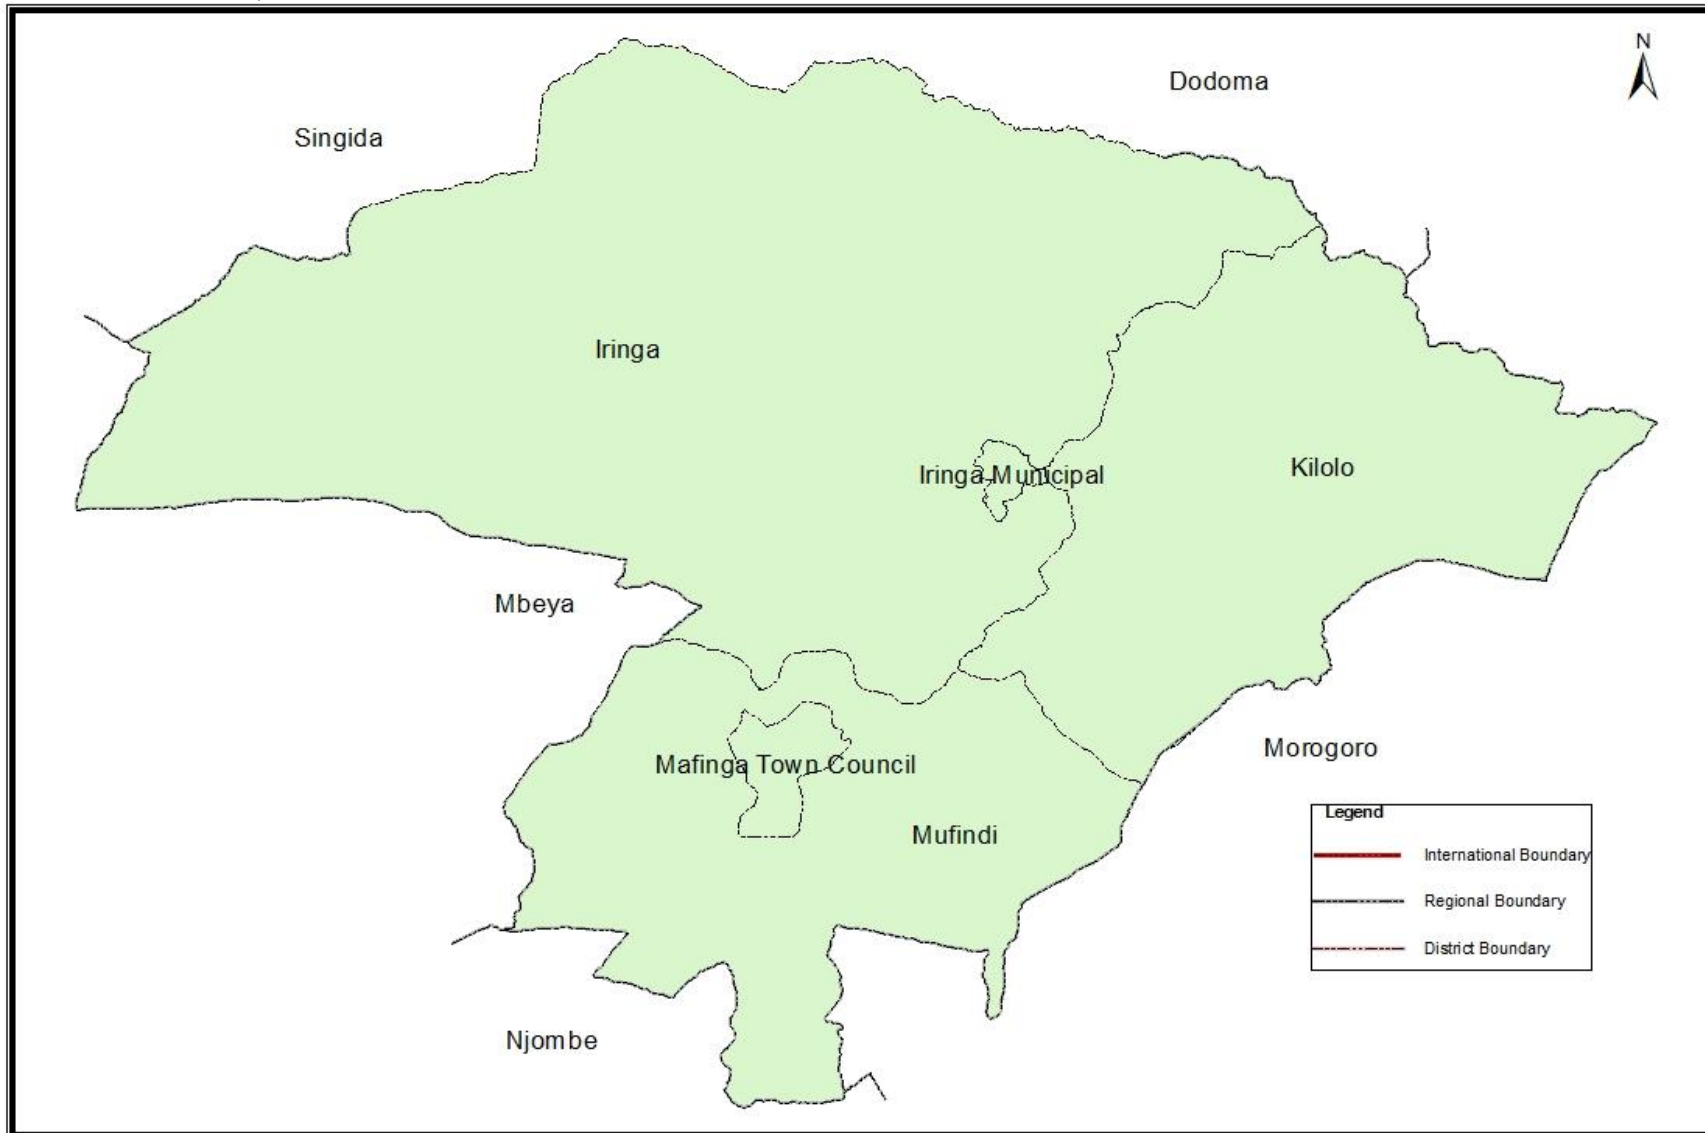 N
Dodoma
Singida
Iringa
Iringa Municipal
Kilolo
Mbeya
Morogoro
Mafinga Town Council
Mufindi
Legend
International Boundary
Regional Boundary
District Boundary
Njombe